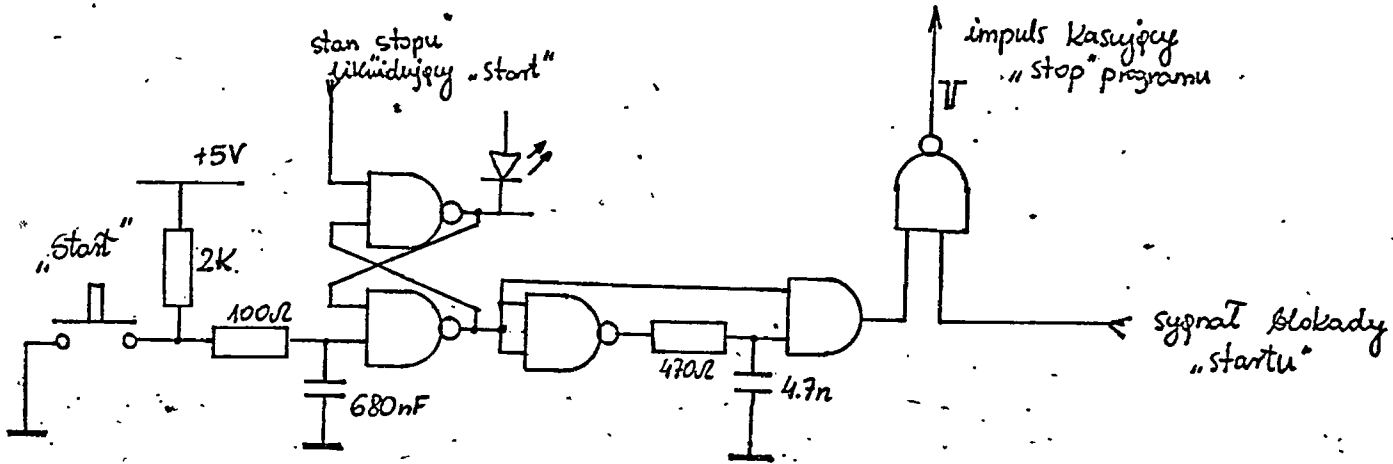 stan stopu
likwidujący „start"
impuls kasujący
„stop" programu
+5V
„Start"
2K
100Ω
680nF
470Ω
4.7n
sygnał blokady
„startu"